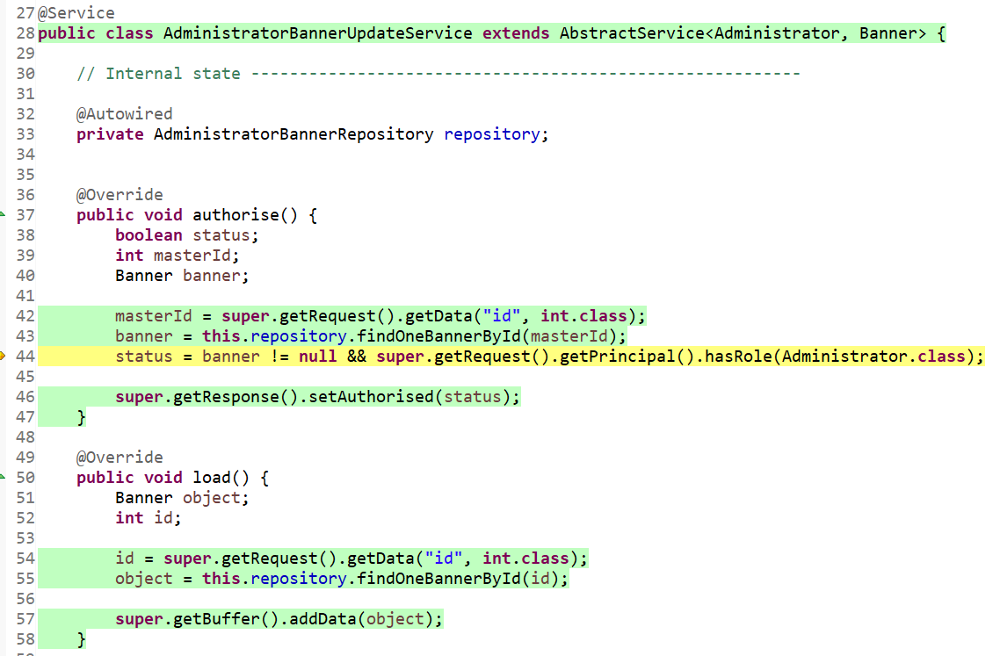 27 @Service
28 public class AdministratorBannerUpdateService extends AbstractService<Administrator, Banner> {
29
30     // Internal state ---------------------------------------------------------
31
32     @Autowired
33     private AdministratorBannerRepository repository;
34
35
36     @Override
37     public void authorise() {
38         boolean status;
39         int masterId;
40         Banner banner;
41
42         masterId = super.getRequest().getData("id", int.class);
43         banner = this.repository.findOneBannerById(masterId);
44         status = banner != null && super.getRequest().getPrincipal().hasRole(Administrator.class);
45
46         super.getResponse().setAuthorised(status);
47     }
48
49     @Override
50     public void load() {
51         Banner object;
52         int id;
53
54         id = super.getRequest().getData("id", int.class);
55         object = this.repository.findOneBannerById(id);
56
57         super.getBuffer().addData(object);
58     }